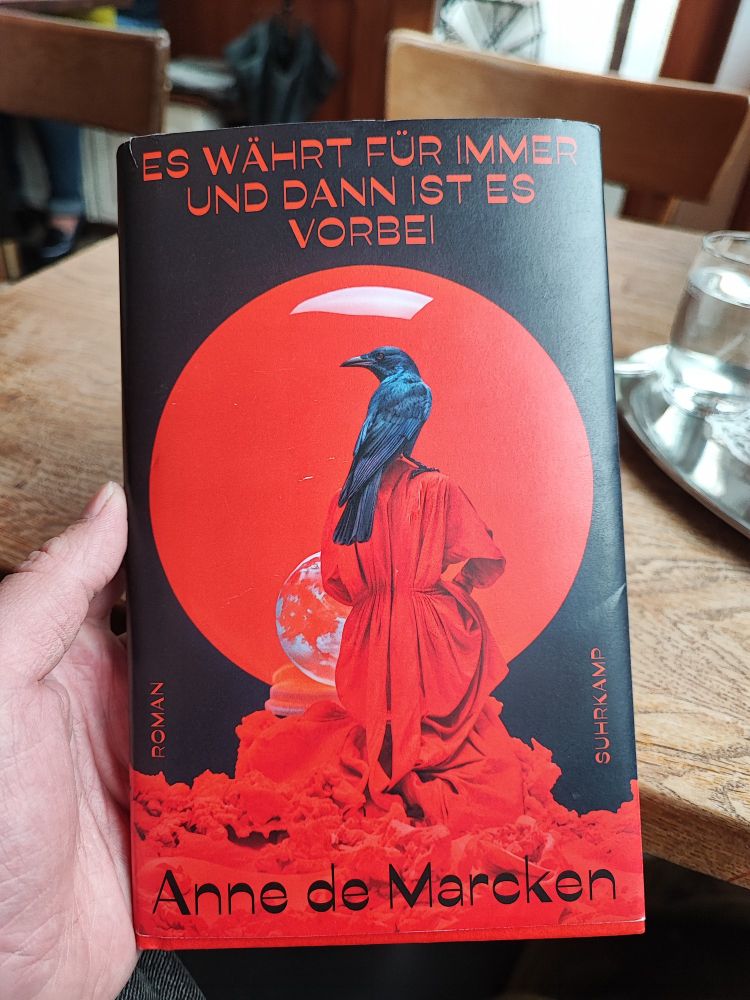 ES WÄHRT FÜR IMMER
UND DANN IST ES
VORBEI
ROMAN
SUHRKAMP
Anne de Marcken